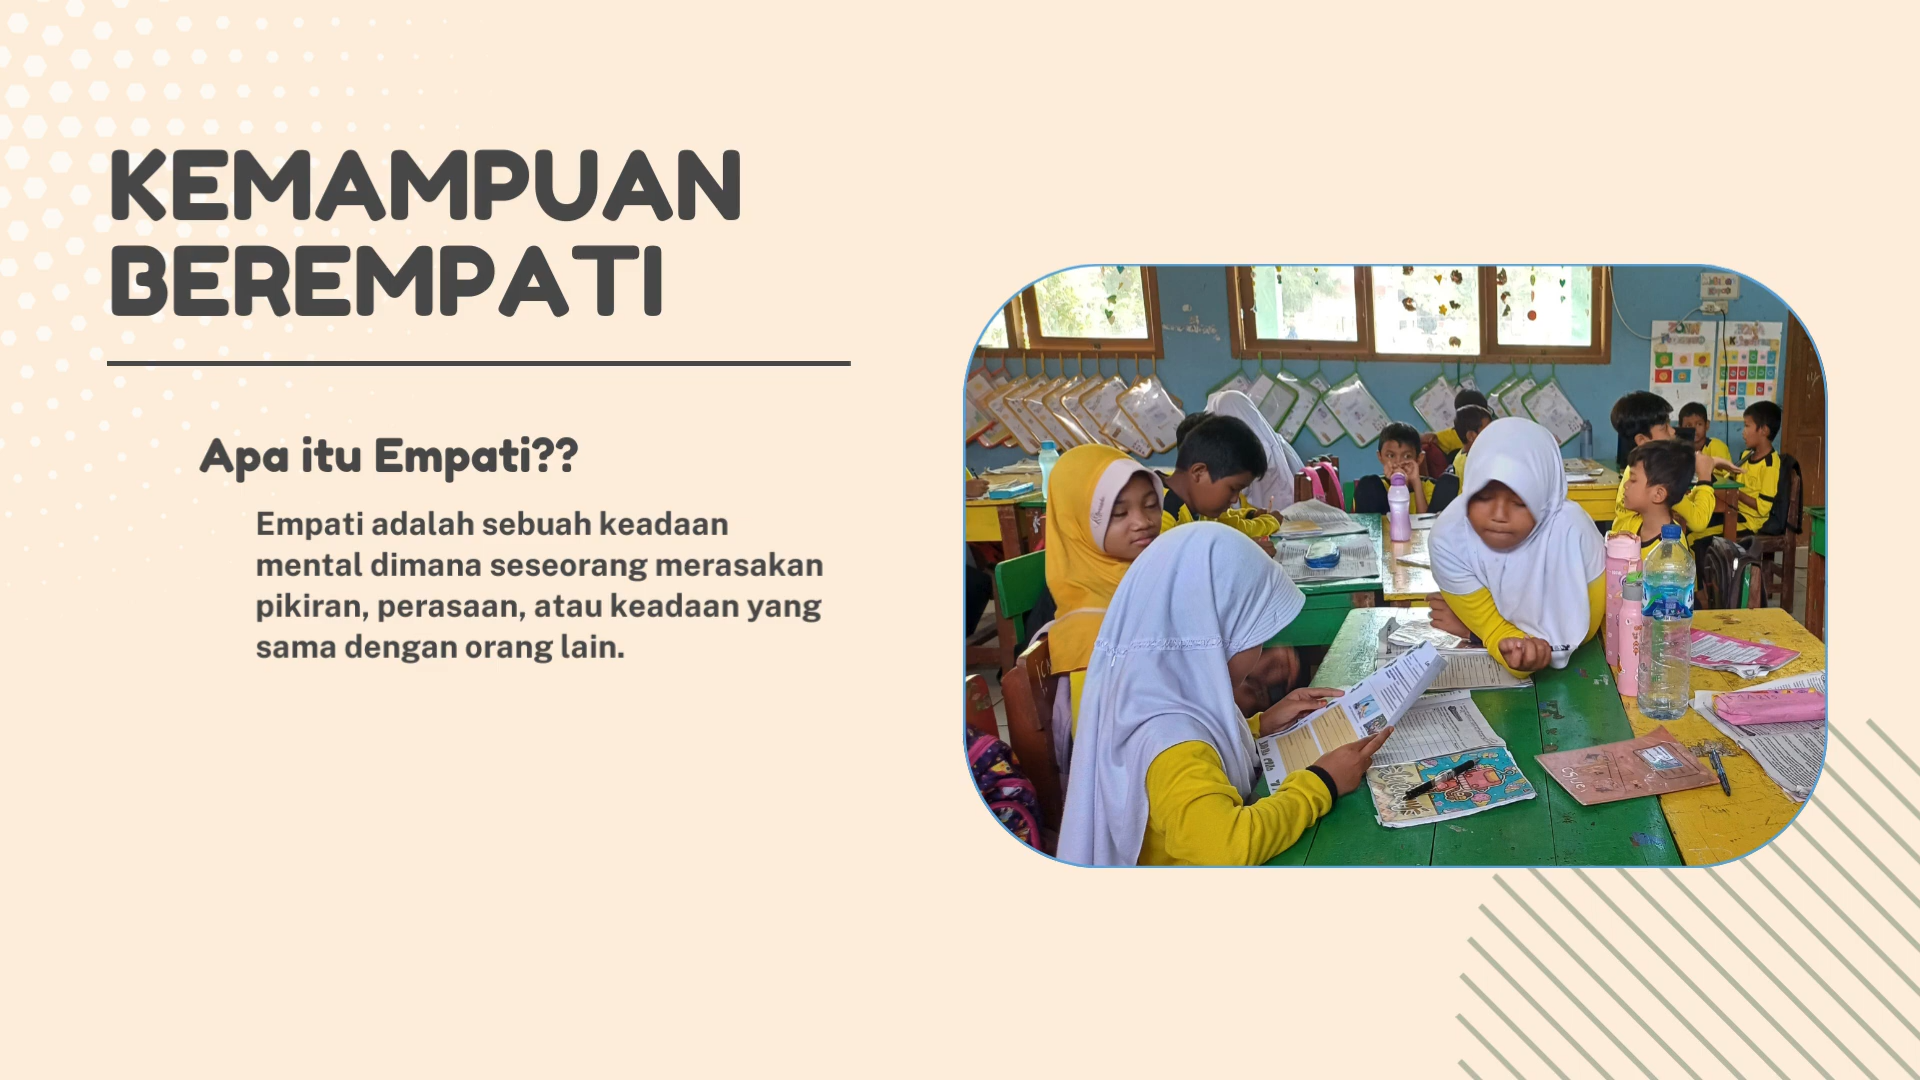 KEMAMPUAN
BEREMPATI
Apa itu Empati??
Empati adalah sebuah keadaan
mental dimana seseorang merasakan
pikiran, perasaan, atau keadaan yang
sama dengan orang lain.